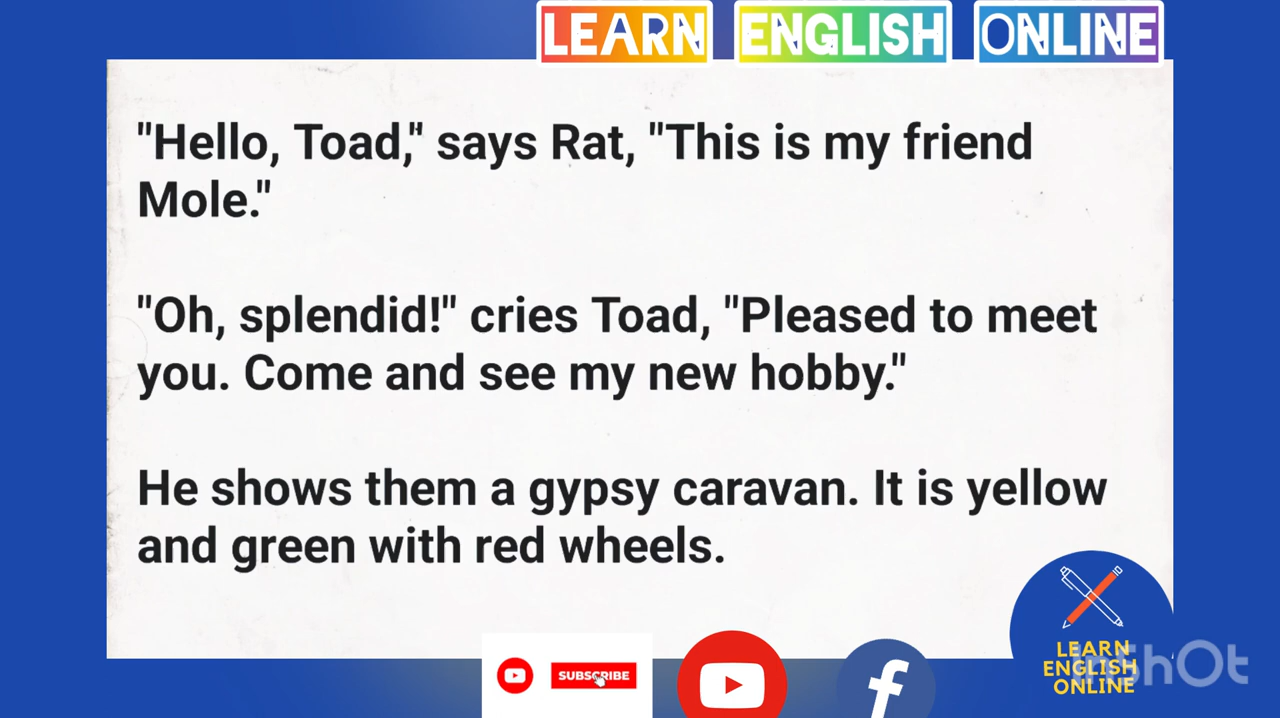 LEARN ENGLISH ONLINE
"Hello, Toad," says Rat, "This is my friend
Mole."
"Oh, splendid!" cries Toad, "Pleased to meet
you. Come and see my new hobby."
He shows them a gypsy caravan. It is yellow
and green with red wheels.
SUBSCRIBE
LEARN
ENGLISH
ONLINE